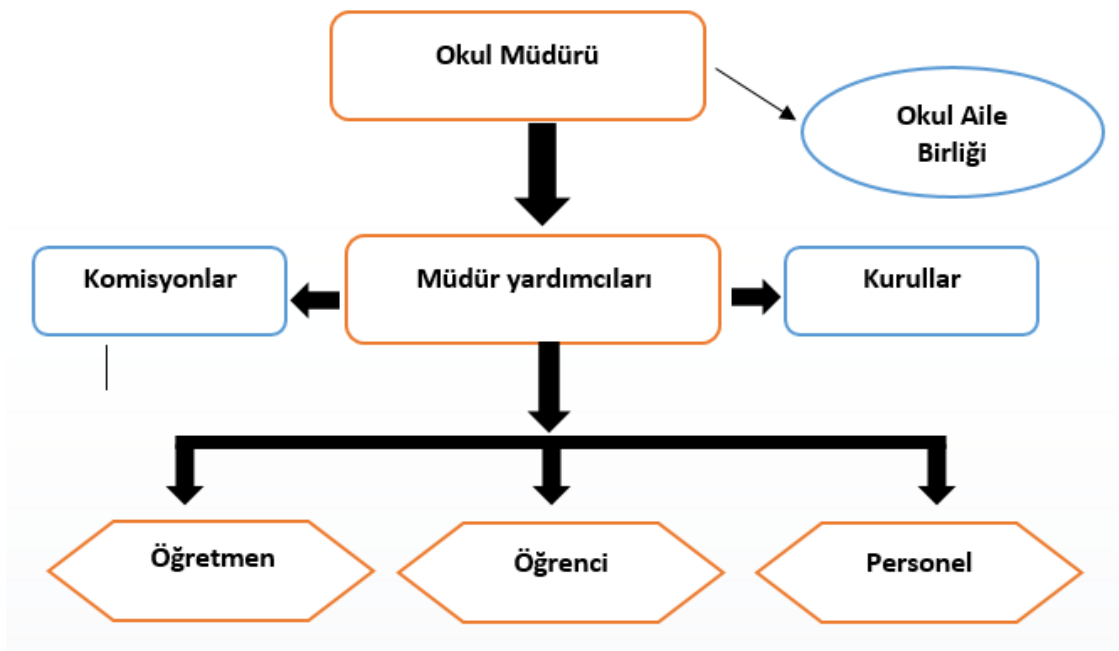 Okul Müdürü
Okul Aile
Birliği
Komisyonlar
Müdür yardımcıları
Kurullar
Öğretmen
Öğrenci
Personel